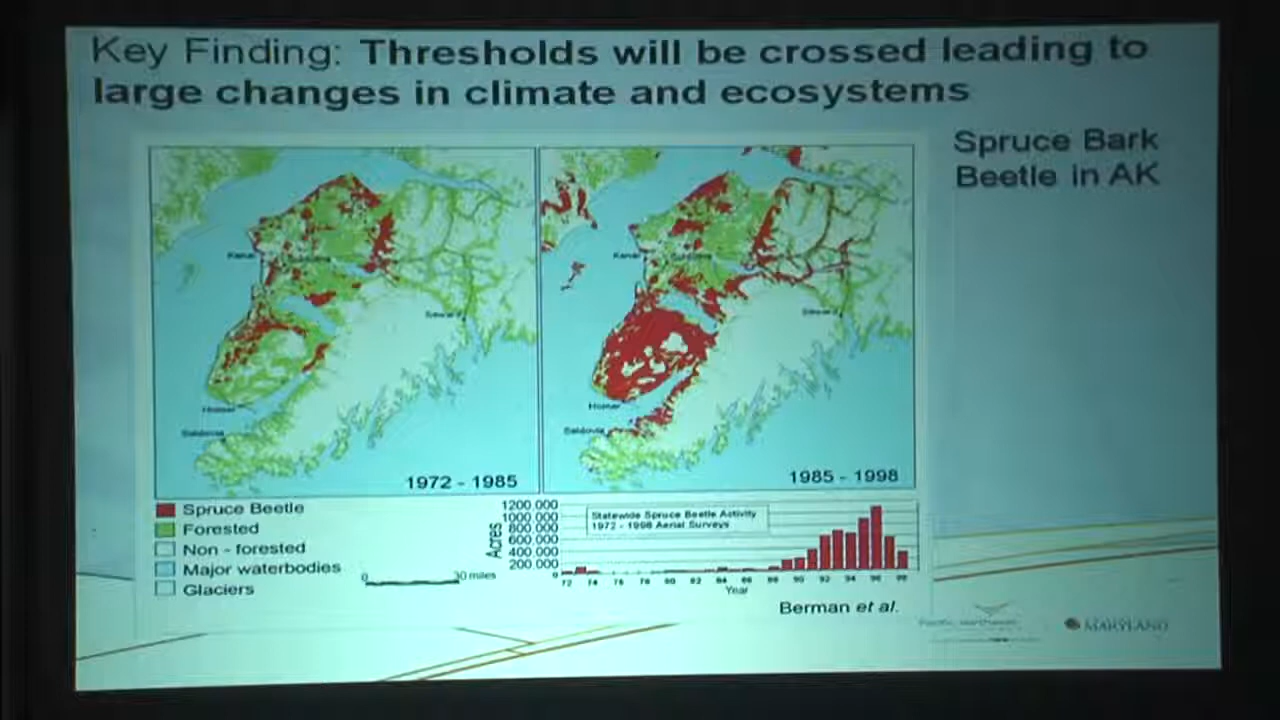 Key Finding: Thresholds will be crossed leading to
large changes in climate and ecosystems
Spruce Bark
Beetle in AK
Kenai
Soldotna
Seward
Homer
Seldovia
1972 - 1985
Kenai
Soldotna
Seward
Homer
Seldovia
1985 - 1998
Spruce Beetle
Forested
Non - forested
Major waterbodies
Glaciers
0
30 miles
Acres
1200,000
1000,000
800,000
600,000
400,000
200,000
0
Statewide Spruce Beetle Activity
1972 - 1998 Aerial Surveys
72 74 76 78 80 82 84 86 88 90 92 94 96 98
Year
Berman et al.
Pacific Northwest
MARYLAND